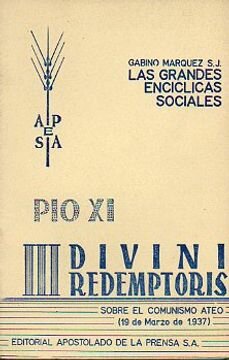 GABINO MARQUEZ S.J.
LAS GRANDES
ENCICLICAS
SOCIALES
A P
E S A
PIO XI
III DIVINI
REDEMPTORIS
SOBRE EL COMUNISMO ATEO
(19 de Marzo de 1937)
EDITORIAL APOSTOLADO DE LA PRENSA S.A.